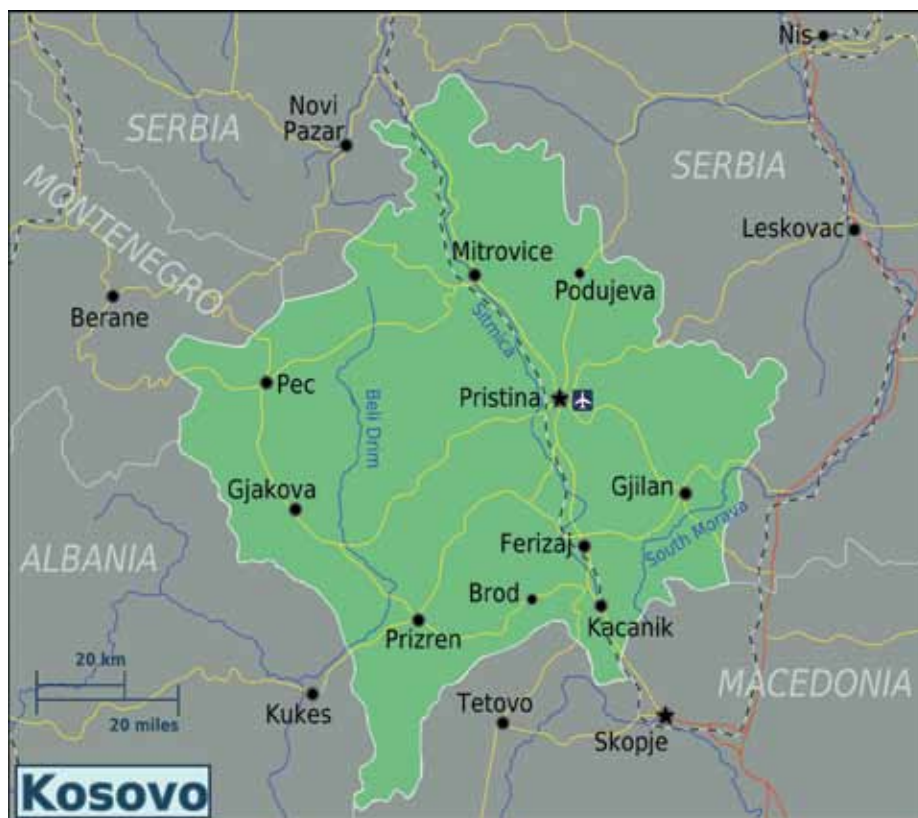 Nis
Novi
Pazar
SERBIA
SERBIA
MONTENEGRO
Leskovac
Mitrovice
Podujeva
Berane
Sitmica
Pec
Beli Drim
Pristina
Gjakova
Gjilan
South Morava
ALBANIA
Ferizaj
Brod
Kacanik
Prizren
20 km
20 miles
Kukes
Tetovo
MACEDONIA
Skopje
Kosovo